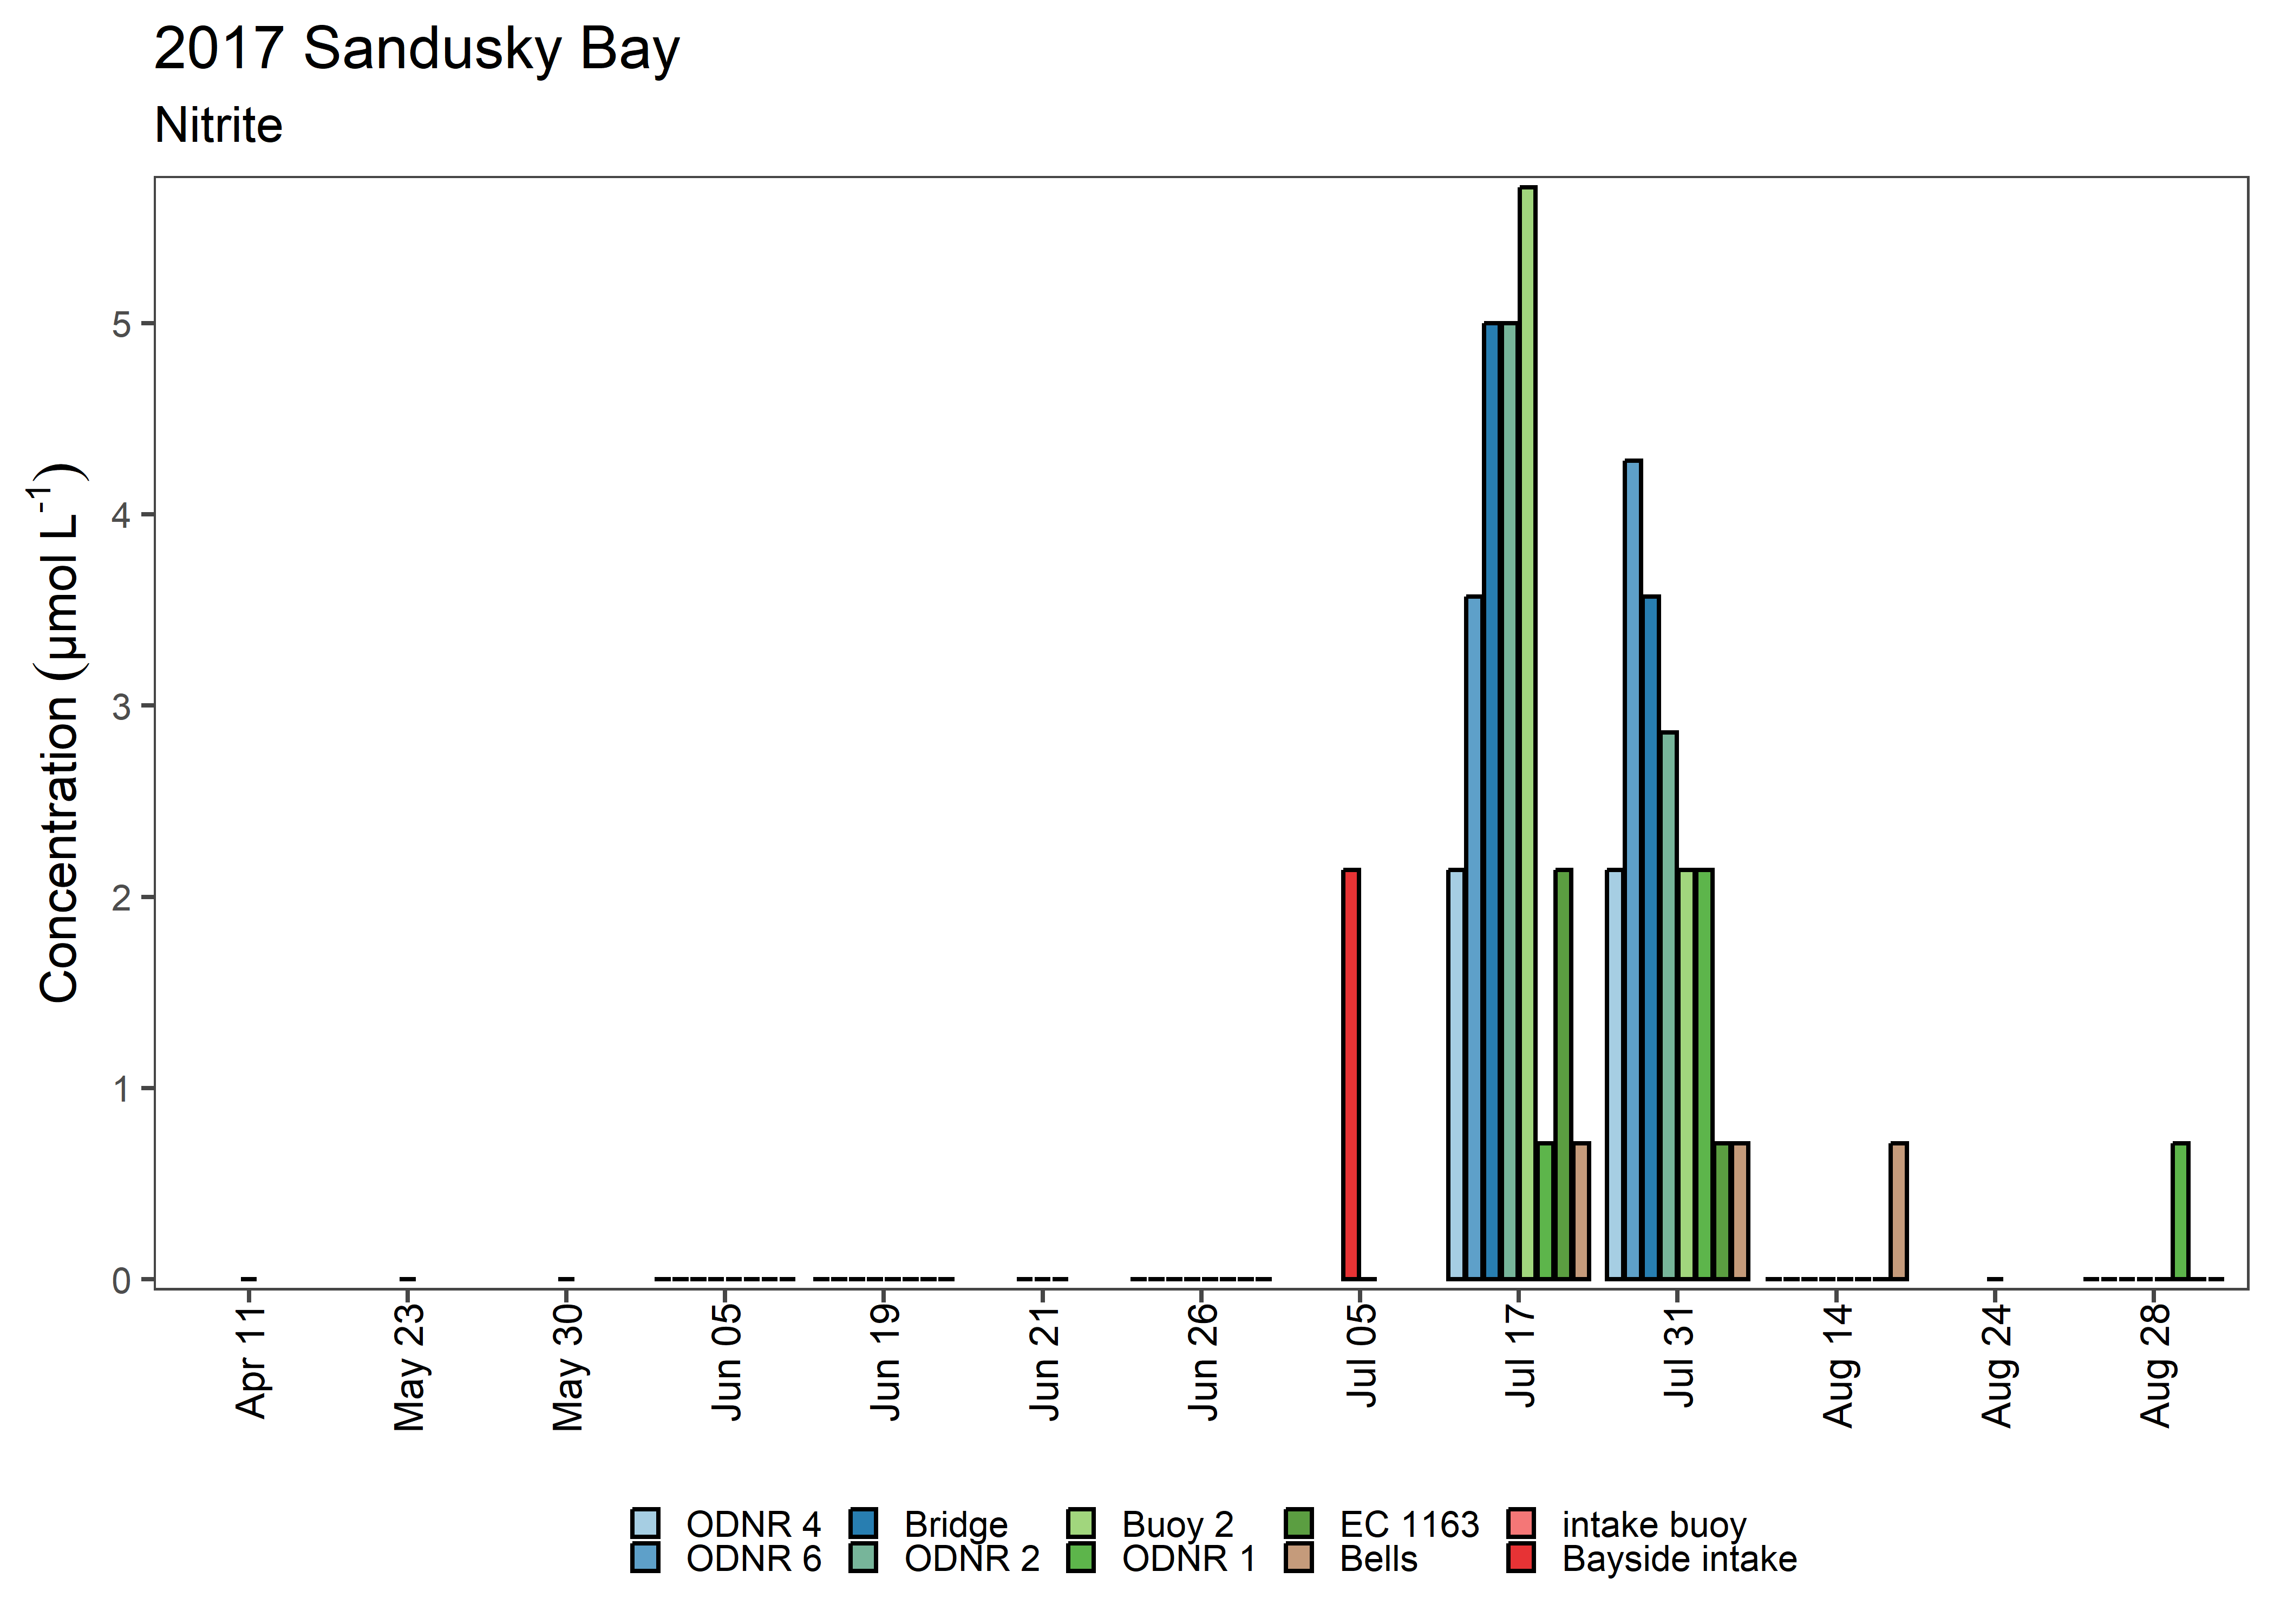 2017 Sandusky Bay
Nitrite
Concentration (µmol L⁻¹)
5
4
3
2
1
0
Apr 11
May 23
May 30
Jun 05
Jun 19
Jun 21
Jun 26
Jul 05
Jul 17
Jul 31
Aug 14
Aug 24
Aug 28
ODNR 4 Bridge Buoy 2 EC 1163 intake buoy
ODNR 6 ODNR 2 ODNR 1 Bells Bayside intake